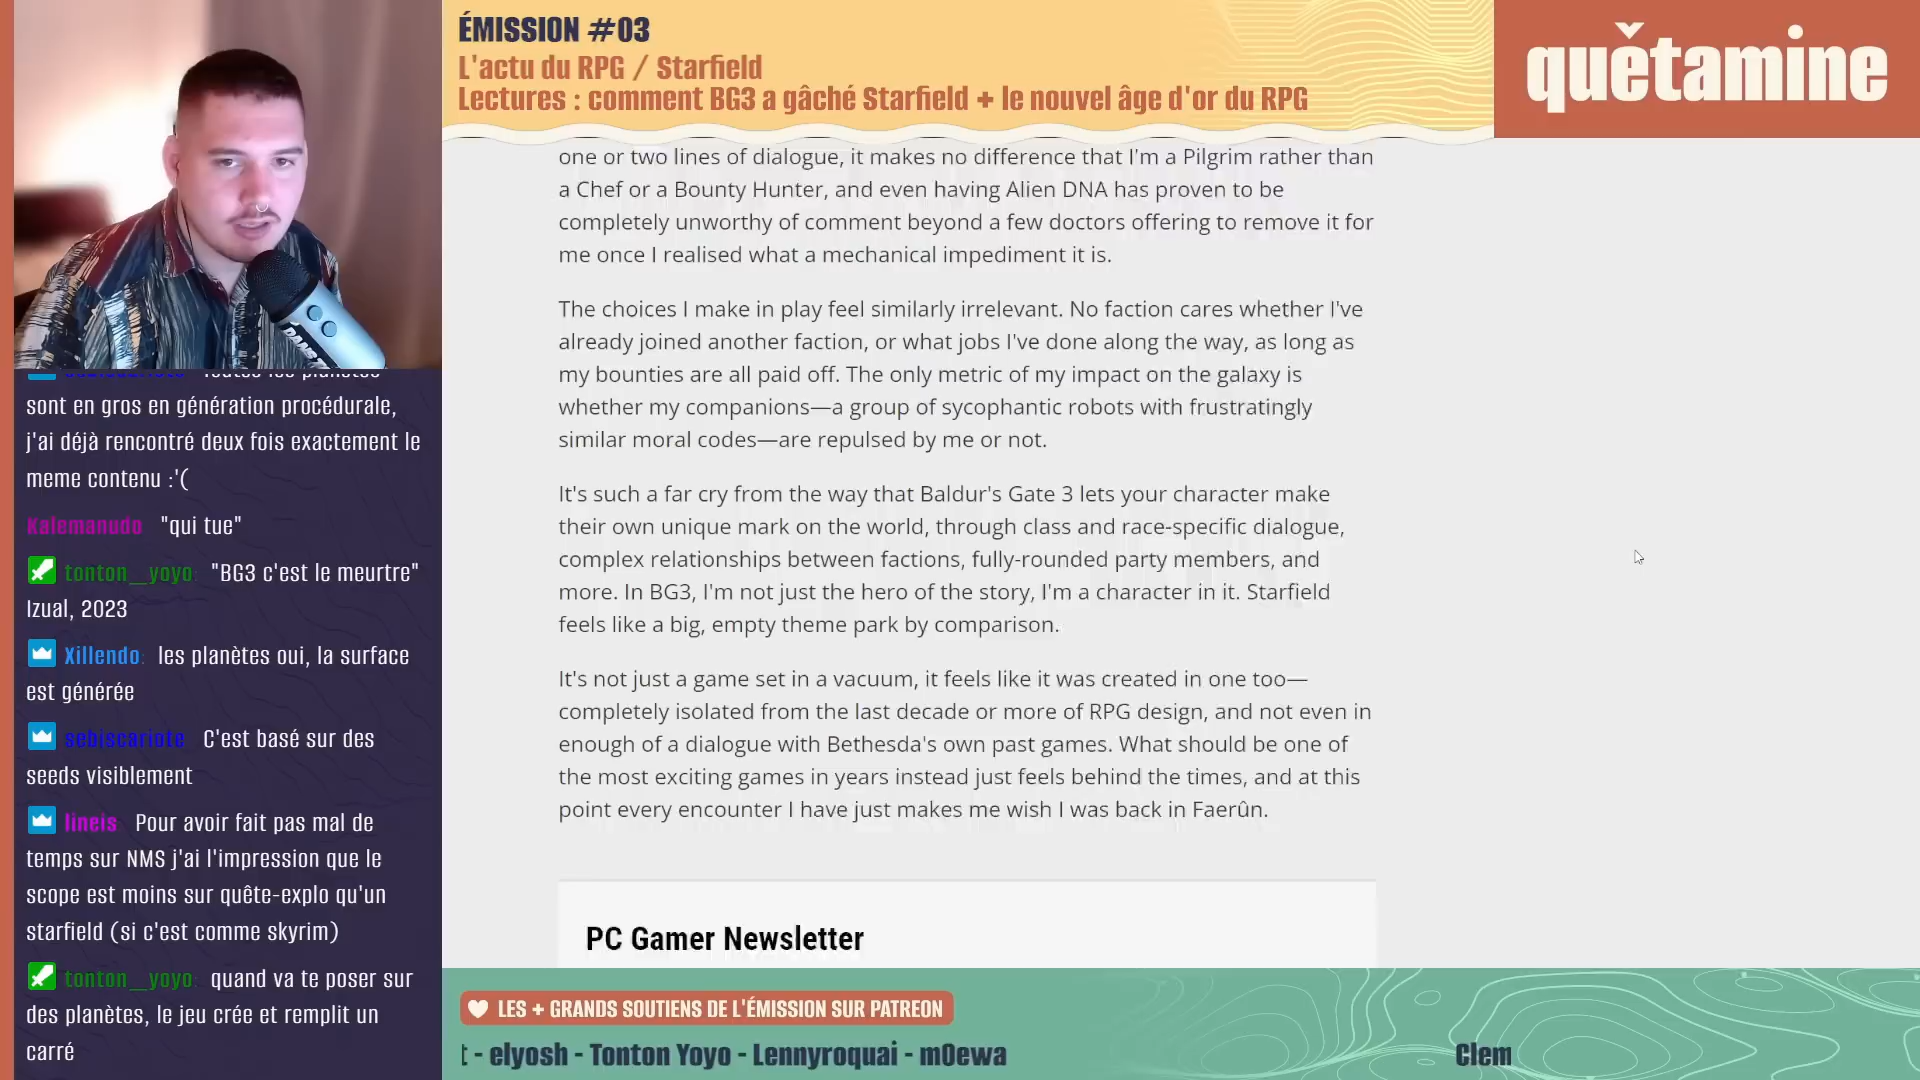 ÉMISSION #03
L'actu du RPG / Starfield
Lectures : comment BG3 a gâché Starfield + le nouvel âge d'or du RPG
quětamine
one or two lines of dialogue, it makes no difference that I'm a Pilgrim rather than
a Chef or a Bounty Hunter, and even having Alien DNA has proven to be
completely unworthy of comment beyond a few doctors offering to remove it for
me once I realised what a mechanical impediment it is.
The choices I make in play feel similarly irrelevant. No faction cares whether I've
already joined another faction, or what jobs I've done along the way, as long as
my bounties are all paid off. The only metric of my impact on the galaxy is
whether my companions—a group of sycophantic robots with frustratingly
similar moral codes—are repulsed by me or not.
It's such a far cry from the way that Baldur's Gate 3 lets your character make
their own unique mark on the world, through class and race-specific dialogue,
complex relationships between factions, fully-rounded party members, and
more. In BG3, I'm not just the hero of the story, I'm a character in it. Starfield
feels like a big, empty theme park by comparison.
It's not just a game set in a vacuum, it feels like it was created in one too—
completely isolated from the last decade or more of RPG design, and not even in
enough of a dialogue with Bethesda's own past games. What should be one of
the most exciting games in years instead just feels behind the times, and at this
point every encounter I have just makes me wish I was back in Faerûn.
PC Gamer Newsletter
sont en gros en génération procédurale,
j'ai déjà rencontré deux fois exactement le
meme contenu :'(
Kalemanudo "qui tue"
tonton_yoyo: "BG3 c'est le meurtre"
Izual, 2023
Xillendo: les planètes oui, la surface
est générée
sebiscariote C'est basé sur des
seeds visiblement
lineis Pour avoir fait pas mal de
temps sur NMS j'ai l'impression que le
scope est moins sur quête-explo qu'un
starfield (si c'est comme skyrim)
tonton_yoyo: quand va te poser sur
des planètes, le jeu crée et remplit un
carré
LES + GRANDS SOUTIENS DE L'ÉMISSION SUR PATREON
t - elyosh - Tonton Yoyo - Lennyroquai - m0ewa
Clem